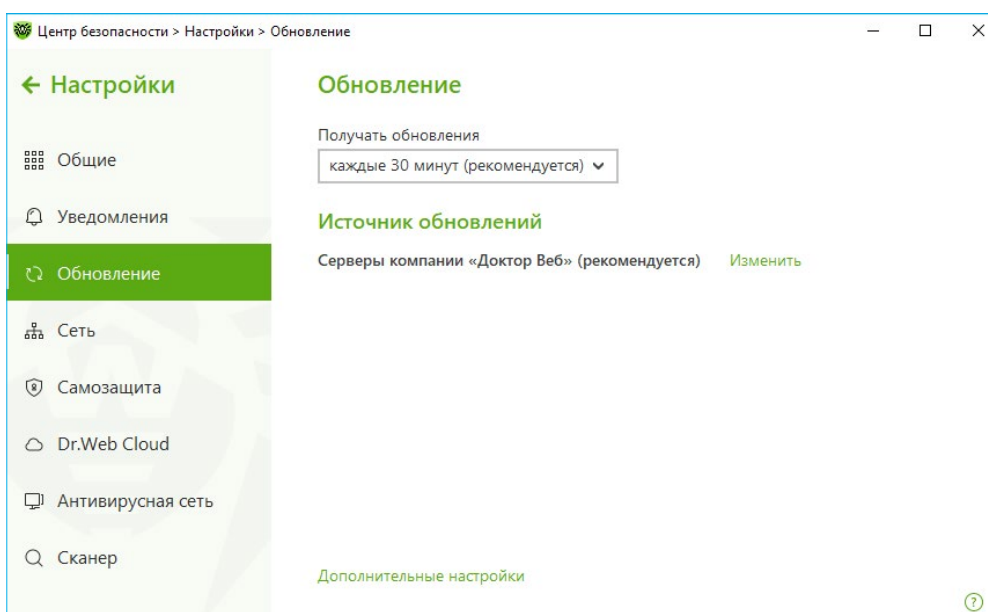 Центр безопасности > Настройки > Обновление
Настройки
Общие
Уведомления
Обновление
Сеть
Самозащита
Dr.Web Cloud
Антивирусная сеть
Сканер
Обновление
Получать обновления
каждые 30 минут (рекомендуется)
Источник обновлений
Серверы компании «Доктор Веб» (рекомендуется) Изменить
Дополнительные настройки
?